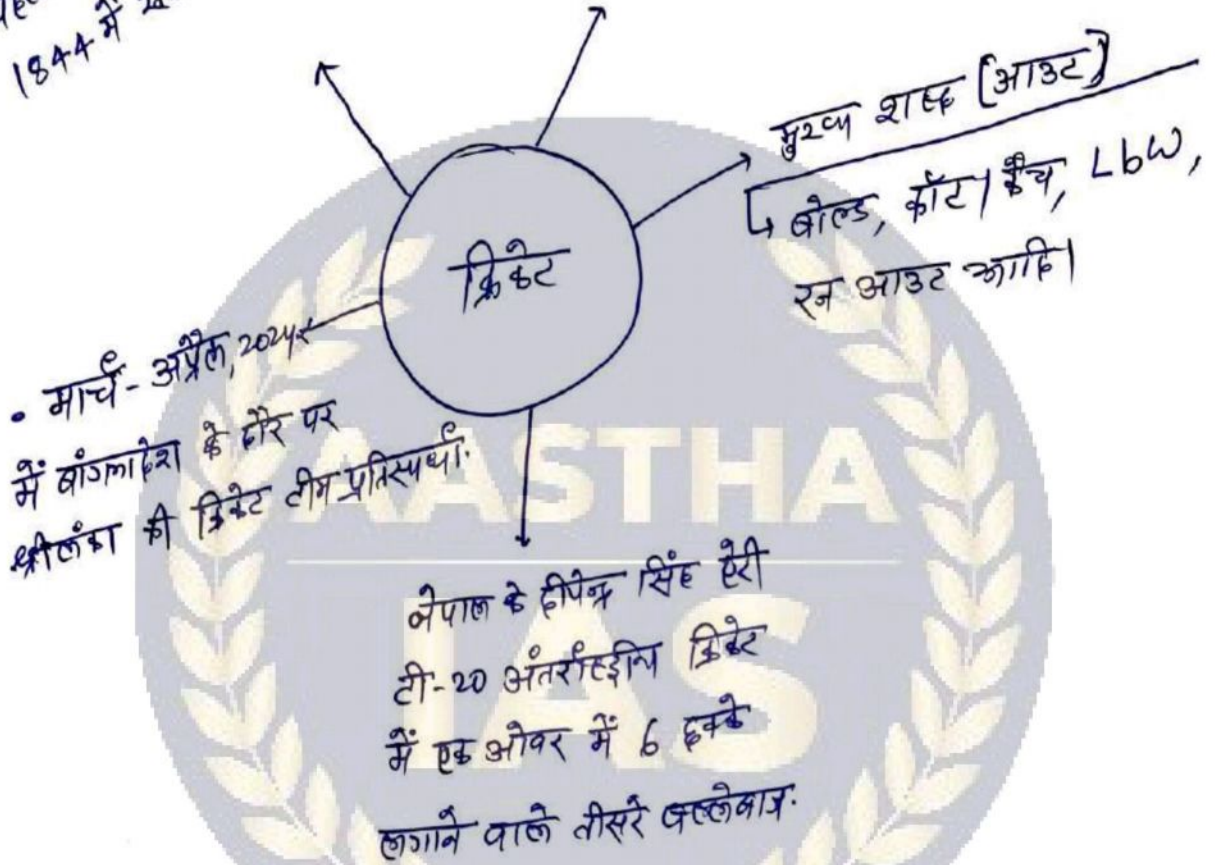 1844 में
मुख्य शब्द [आउट]
↳ बोल्ड, कॉट / कैच, Lbw,
रन आउट आदि।
क्रिकेट
• मार्च - अप्रैल, 2024
में बांग्लादेश के दौरे पर
श्रीलंका की क्रिकेट टीम प्रतिस्पर्धा.
AASTHA
IAS
नेपाल के दीपेन्द्र सिंह ऐरी
टी-20 अंतर्राष्ट्रीय क्रिकेट
में एक ओवर में 6 छक्के
लगाने वाले तीसरे बल्लेबाज.